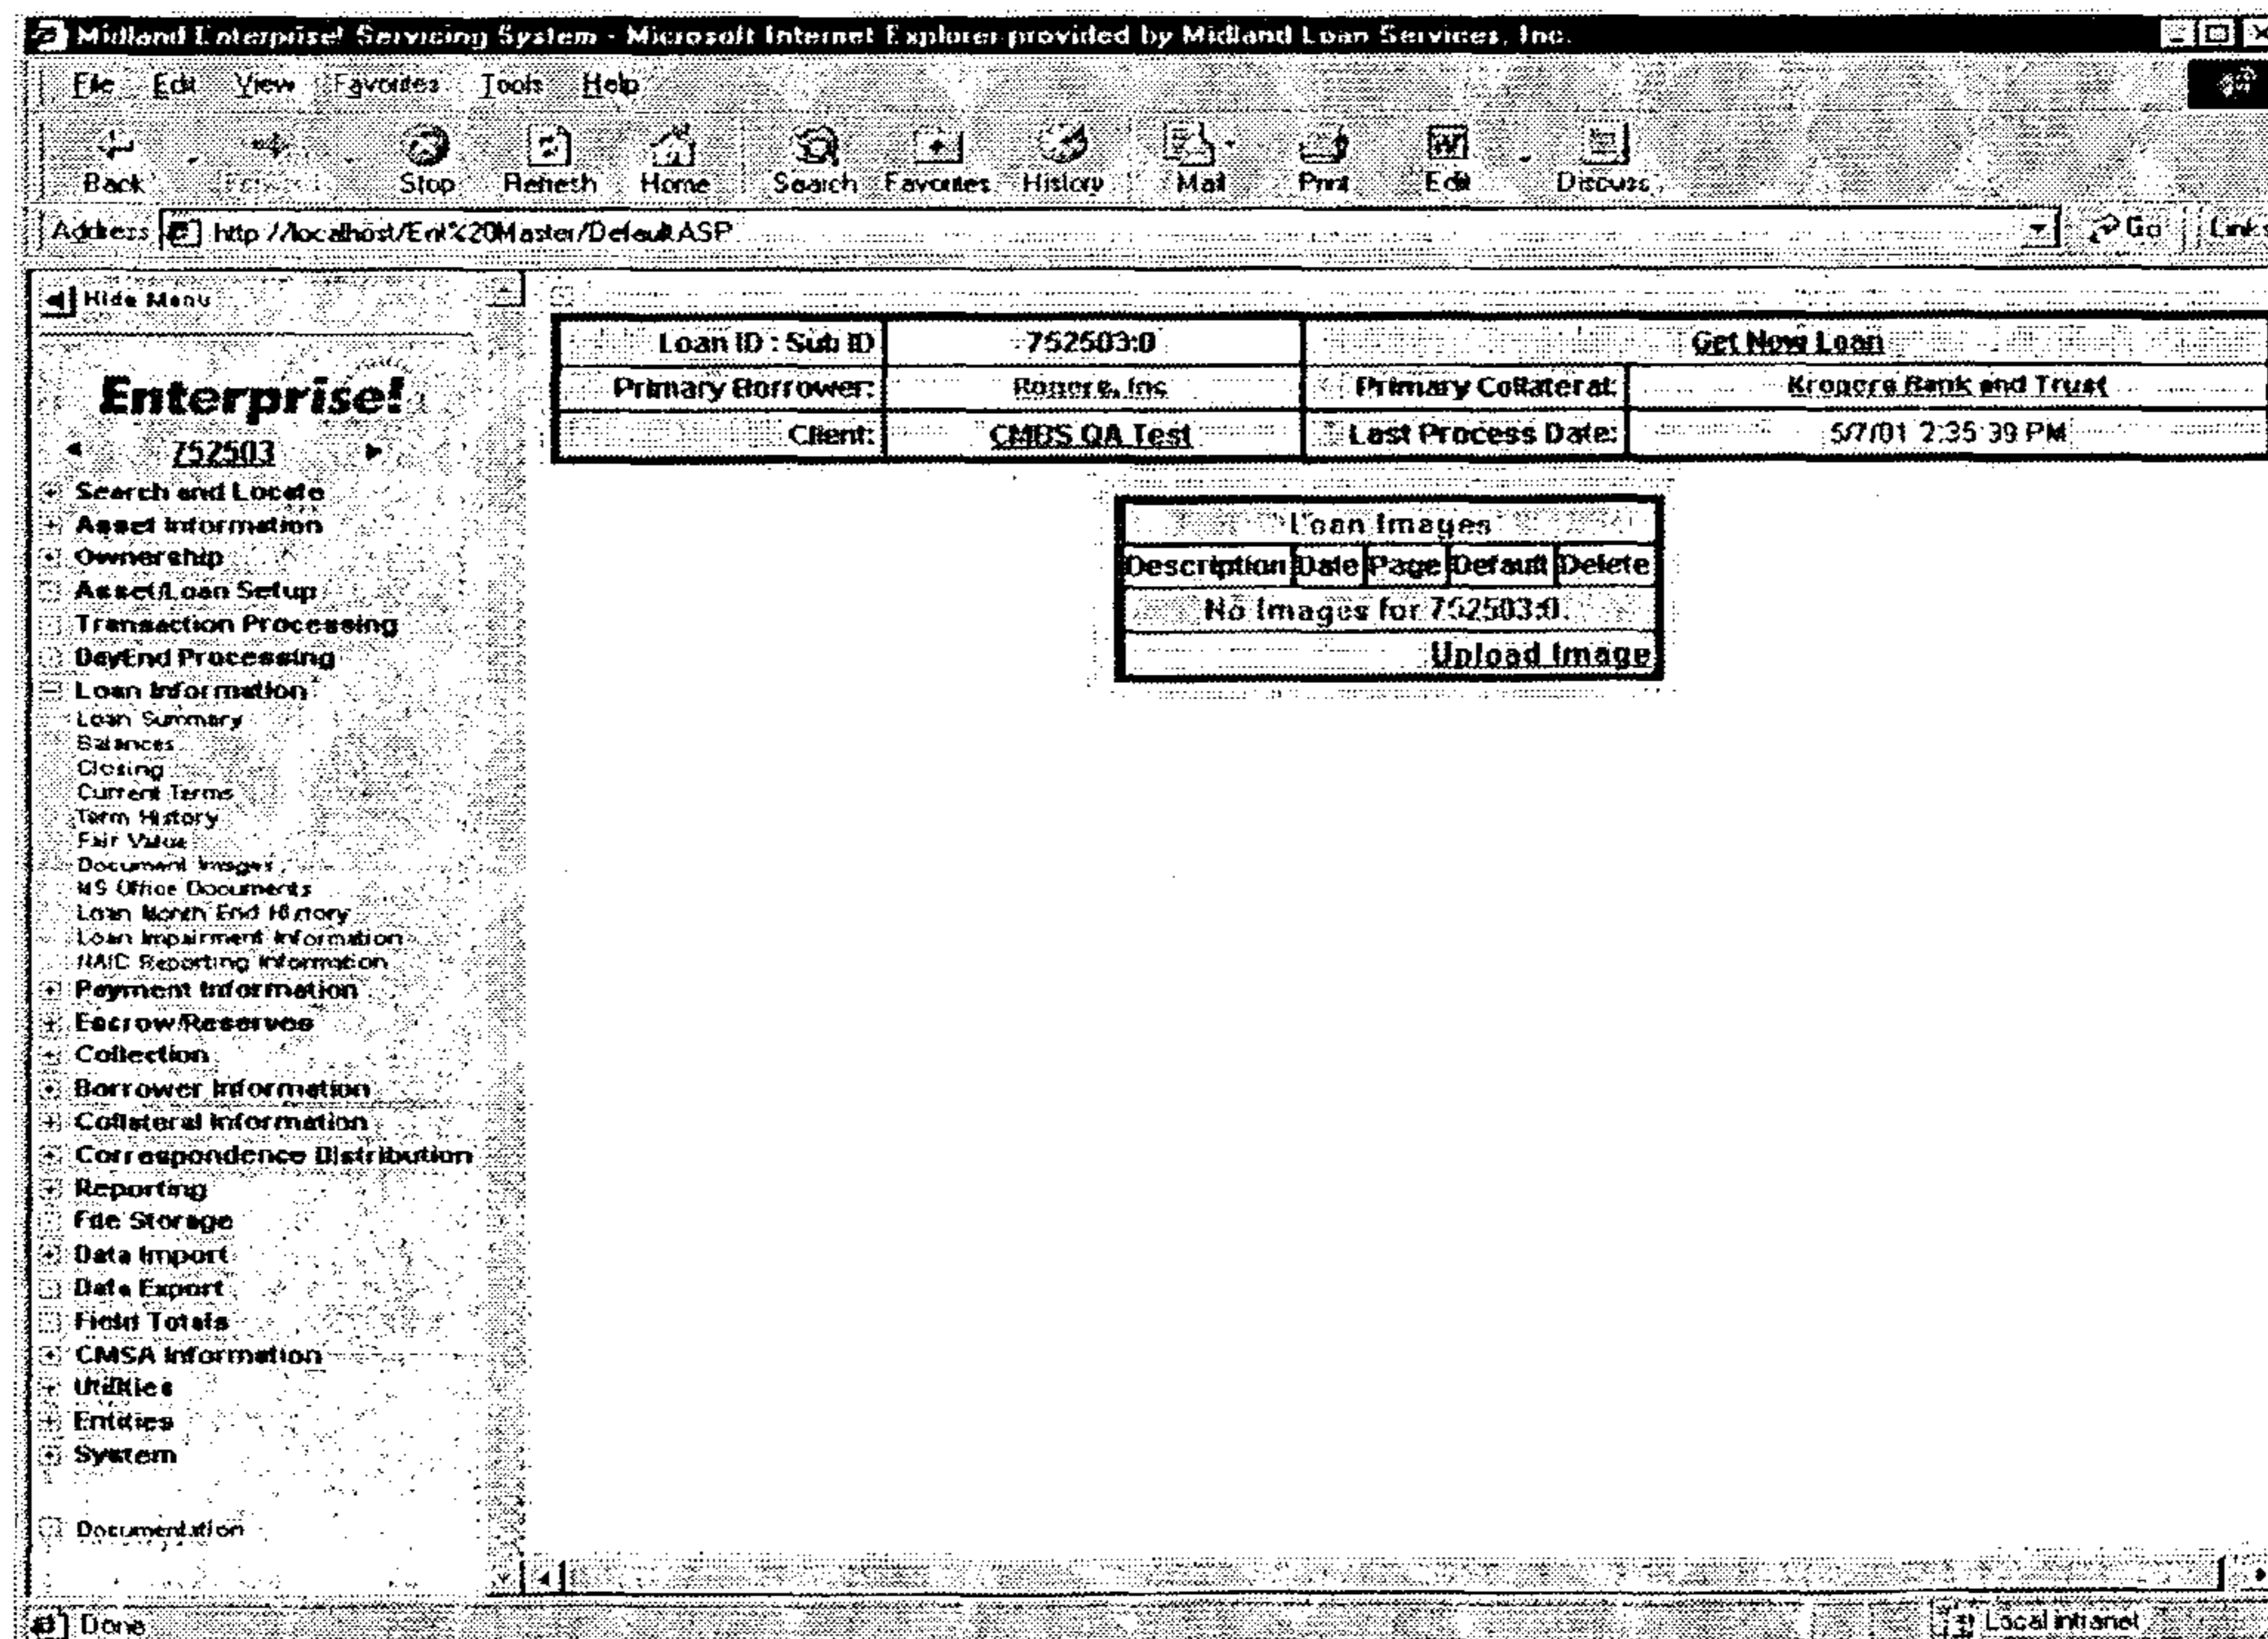 Midland Enterprise! Servicing System - Microsoft Internet Explorer provided by Midland Loan Services, Inc.
File Edit View Favorites Tools Help
Back Forward Stop Refresh Home Search Favorites History Mail Print Edit Discuss
Address http://localhost/Ent%20Master/Default.ASP Go Links
Hide Menu
Enterprise!
752503
Search and Locate
Asset Information
Ownership
Asset/Loan Setup
Transaction Processing
DayEnd Processing
Loan Information
Loan Summary
Balances
Closing
Current Terms
Term History
Fair Value
Document Images
MS Office Documents
Loan Month End History
Loan Impairment Information
NAIC Reporting Information
Payment Information
Escrow/Reserves
Collection
Borrower Information
Collateral Information
Correspondence Distribution
Reporting
File Storage
Data Import
Data Export
Field Totals
CMSA Information
Utilities
Entities
System
Documentation
Loan ID : Sub ID 752503:0 Get New Loan
Primary Borrower: Inc Primary Collateral: Bank and Trust
Client: CMBS QA Test Last Process Date: 5/7/01 2:35:39 PM
Loan Images
Description Date Page Default Delete
No Images for 752503:0.
Upload Image
Done Local intranet